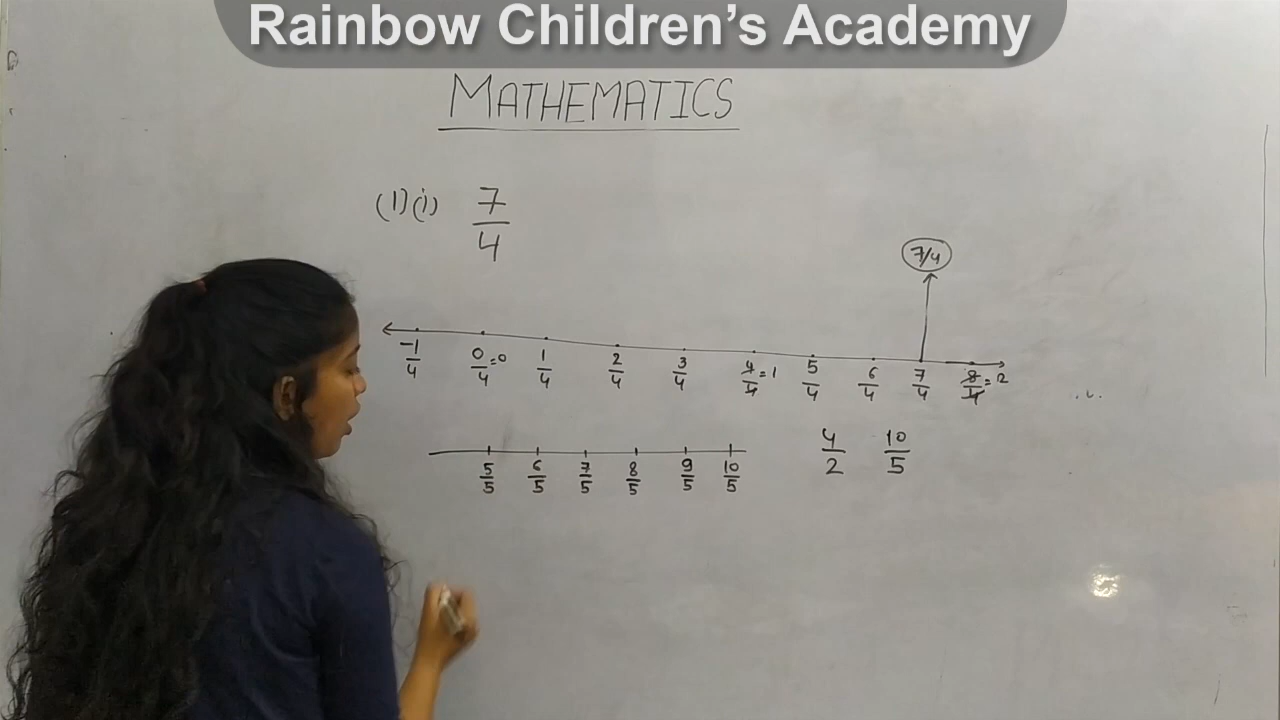 Rainbow Children's Academy
MATHEMATICS
(1)(i) 7/4
7/4
-1/4 0/4=0 1/4 2/4 3/4 4/4=1 5/4 6/4 7/4 8/4=2 ...
4/2 10/5
5/5 6/5 7/5 8/5 9/5 10/5